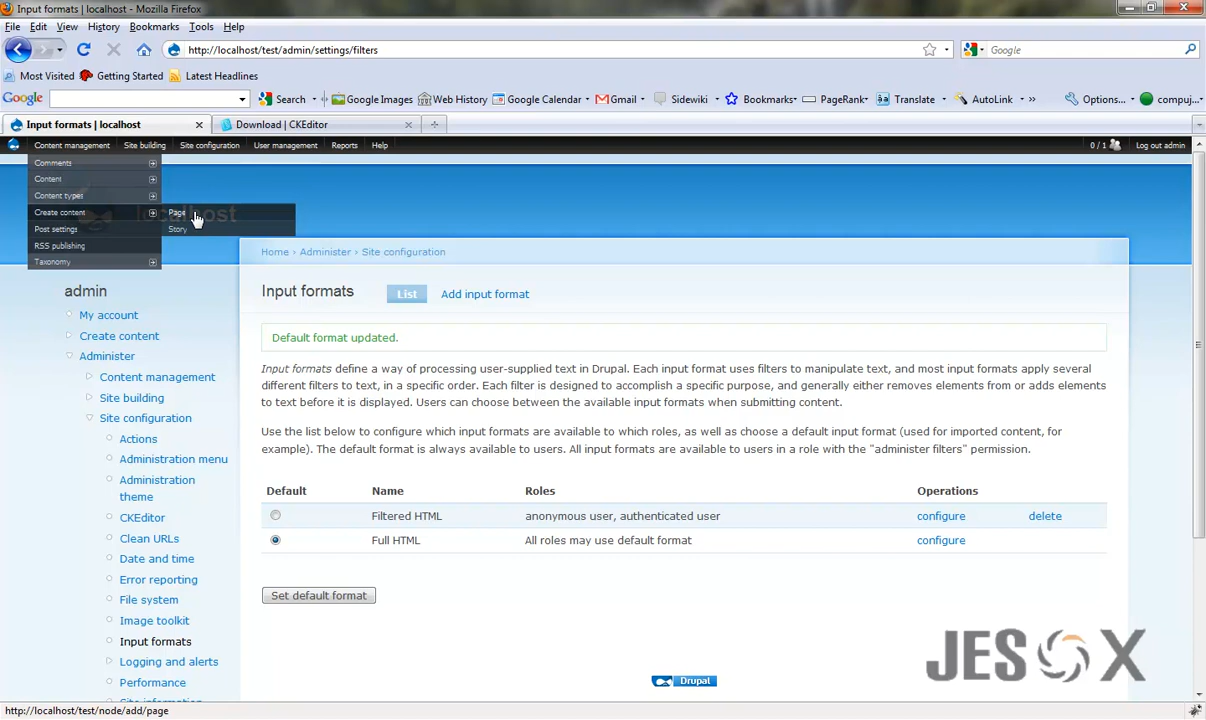 Input formats | localhost - Mozilla Firefox
File Edit View History Bookmarks Tools Help
http://localhost/test/admin/settings/filters
Google
Most Visited Getting Started Latest Headlines
Google Search Google Images Web History Google Calendar Gmail Sidewiki Bookmarks PageRank Translate AutoLink Options... compuj...
Input formats | localhost Download | CKEditor
Content management Site building Site configuration User management Reports Help 0 / 1 Log out admin
Comments
Content
Content types
Create content Page
localhost
Post settings Story
RSS publishing
Taxonomy
Home › Administer › Site configuration
admin
Input formats List Add input format
My account
Create content
Default format updated.
Administer
Input formats define a way of processing user-supplied text in Drupal. Each input format uses filters to manipulate text, and most input formats apply several
different filters to text, in a specific order. Each filter is designed to accomplish a specific purpose, and generally either removes elements from or adds elements
to text before it is displayed. Users can choose between the available input formats when submitting content.
Use the list below to configure which input formats are available to which roles, as well as choose a default input format (used for imported content, for
example). The default format is always available to users. All input formats are available to users in a role with the "administer filters" permission.
Content management
Site building
Site configuration
Actions
Administration menu
Administration
theme
CKEditor
Clean URLs
Date and time
Error reporting
File system
Image toolkit
Input formats
Logging and alerts
Performance
Site information
Default Name Roles Operations
Filtered HTML anonymous user, authenticated user configure delete
Full HTML All roles may use default format configure
Set default format
JESOX
Drupal
http://localhost/test/node/add/page